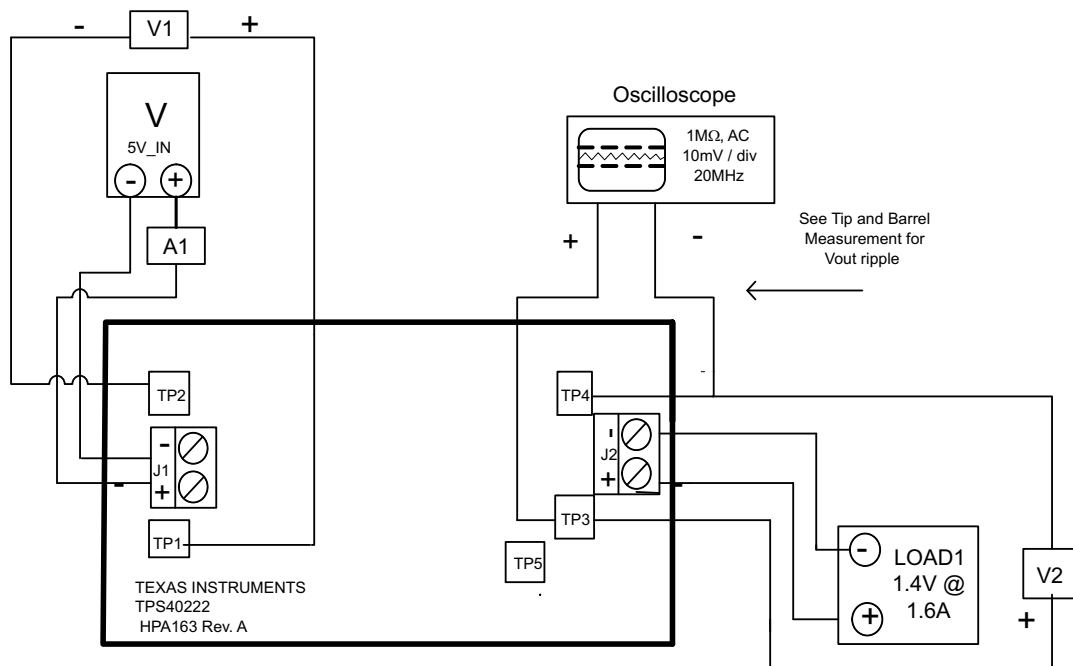 - V1 +
V
5V_IN
- +
A1
Oscilloscope
1MΩ, AC
10mV / div
20MHz
+ -
See Tip and Barrel
Measurement for
Vout ripple
TP2
-
J1
- +
TP1
TP4
-
-
J2
+ -
TP3
TP5
TEXAS INSTRUMENTS
TPS40222
HPA163 Rev. A
- LOAD1
1.4V @
+ 1.6A
V2
+